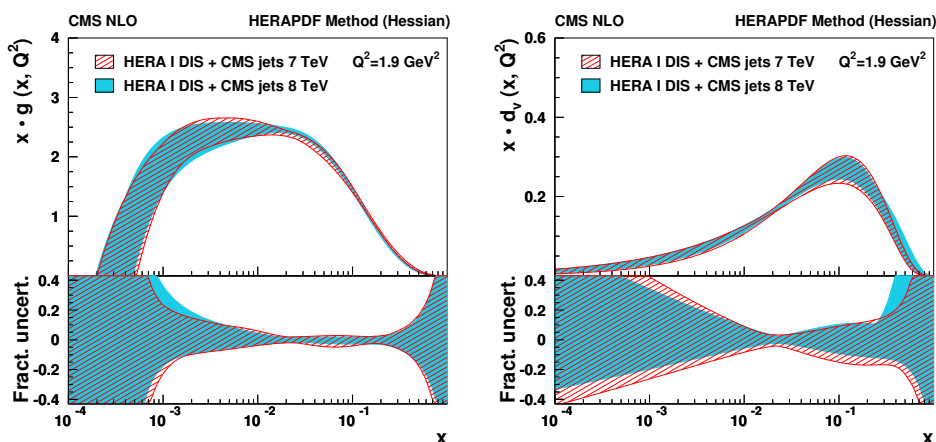 CMS NLO HERAPDF Method (Hessian)
x • g (x, Q²)
4
3
2
1
HERA I DIS + CMS jets 7 TeV Q²=1.9 GeV²
HERA I DIS + CMS jets 8 TeV
Fract. uncert.
0.4
0.2
-0.0
-0.2
-0.4
10⁻⁴ 10⁻³ 10⁻² 10⁻¹
x
CMS NLO HERAPDF Method (Hessian)
x • dᵥ (x, Q²)
0.6
0.4
0.2
HERA I DIS + CMS jets 7 TeV Q²=1.9 GeV²
HERA I DIS + CMS jets 8 TeV
Fract. uncert.
0.4
0.2
-0.0
-0.2
-0.4
10⁻⁴ 10⁻³ 10⁻² 10⁻¹
x